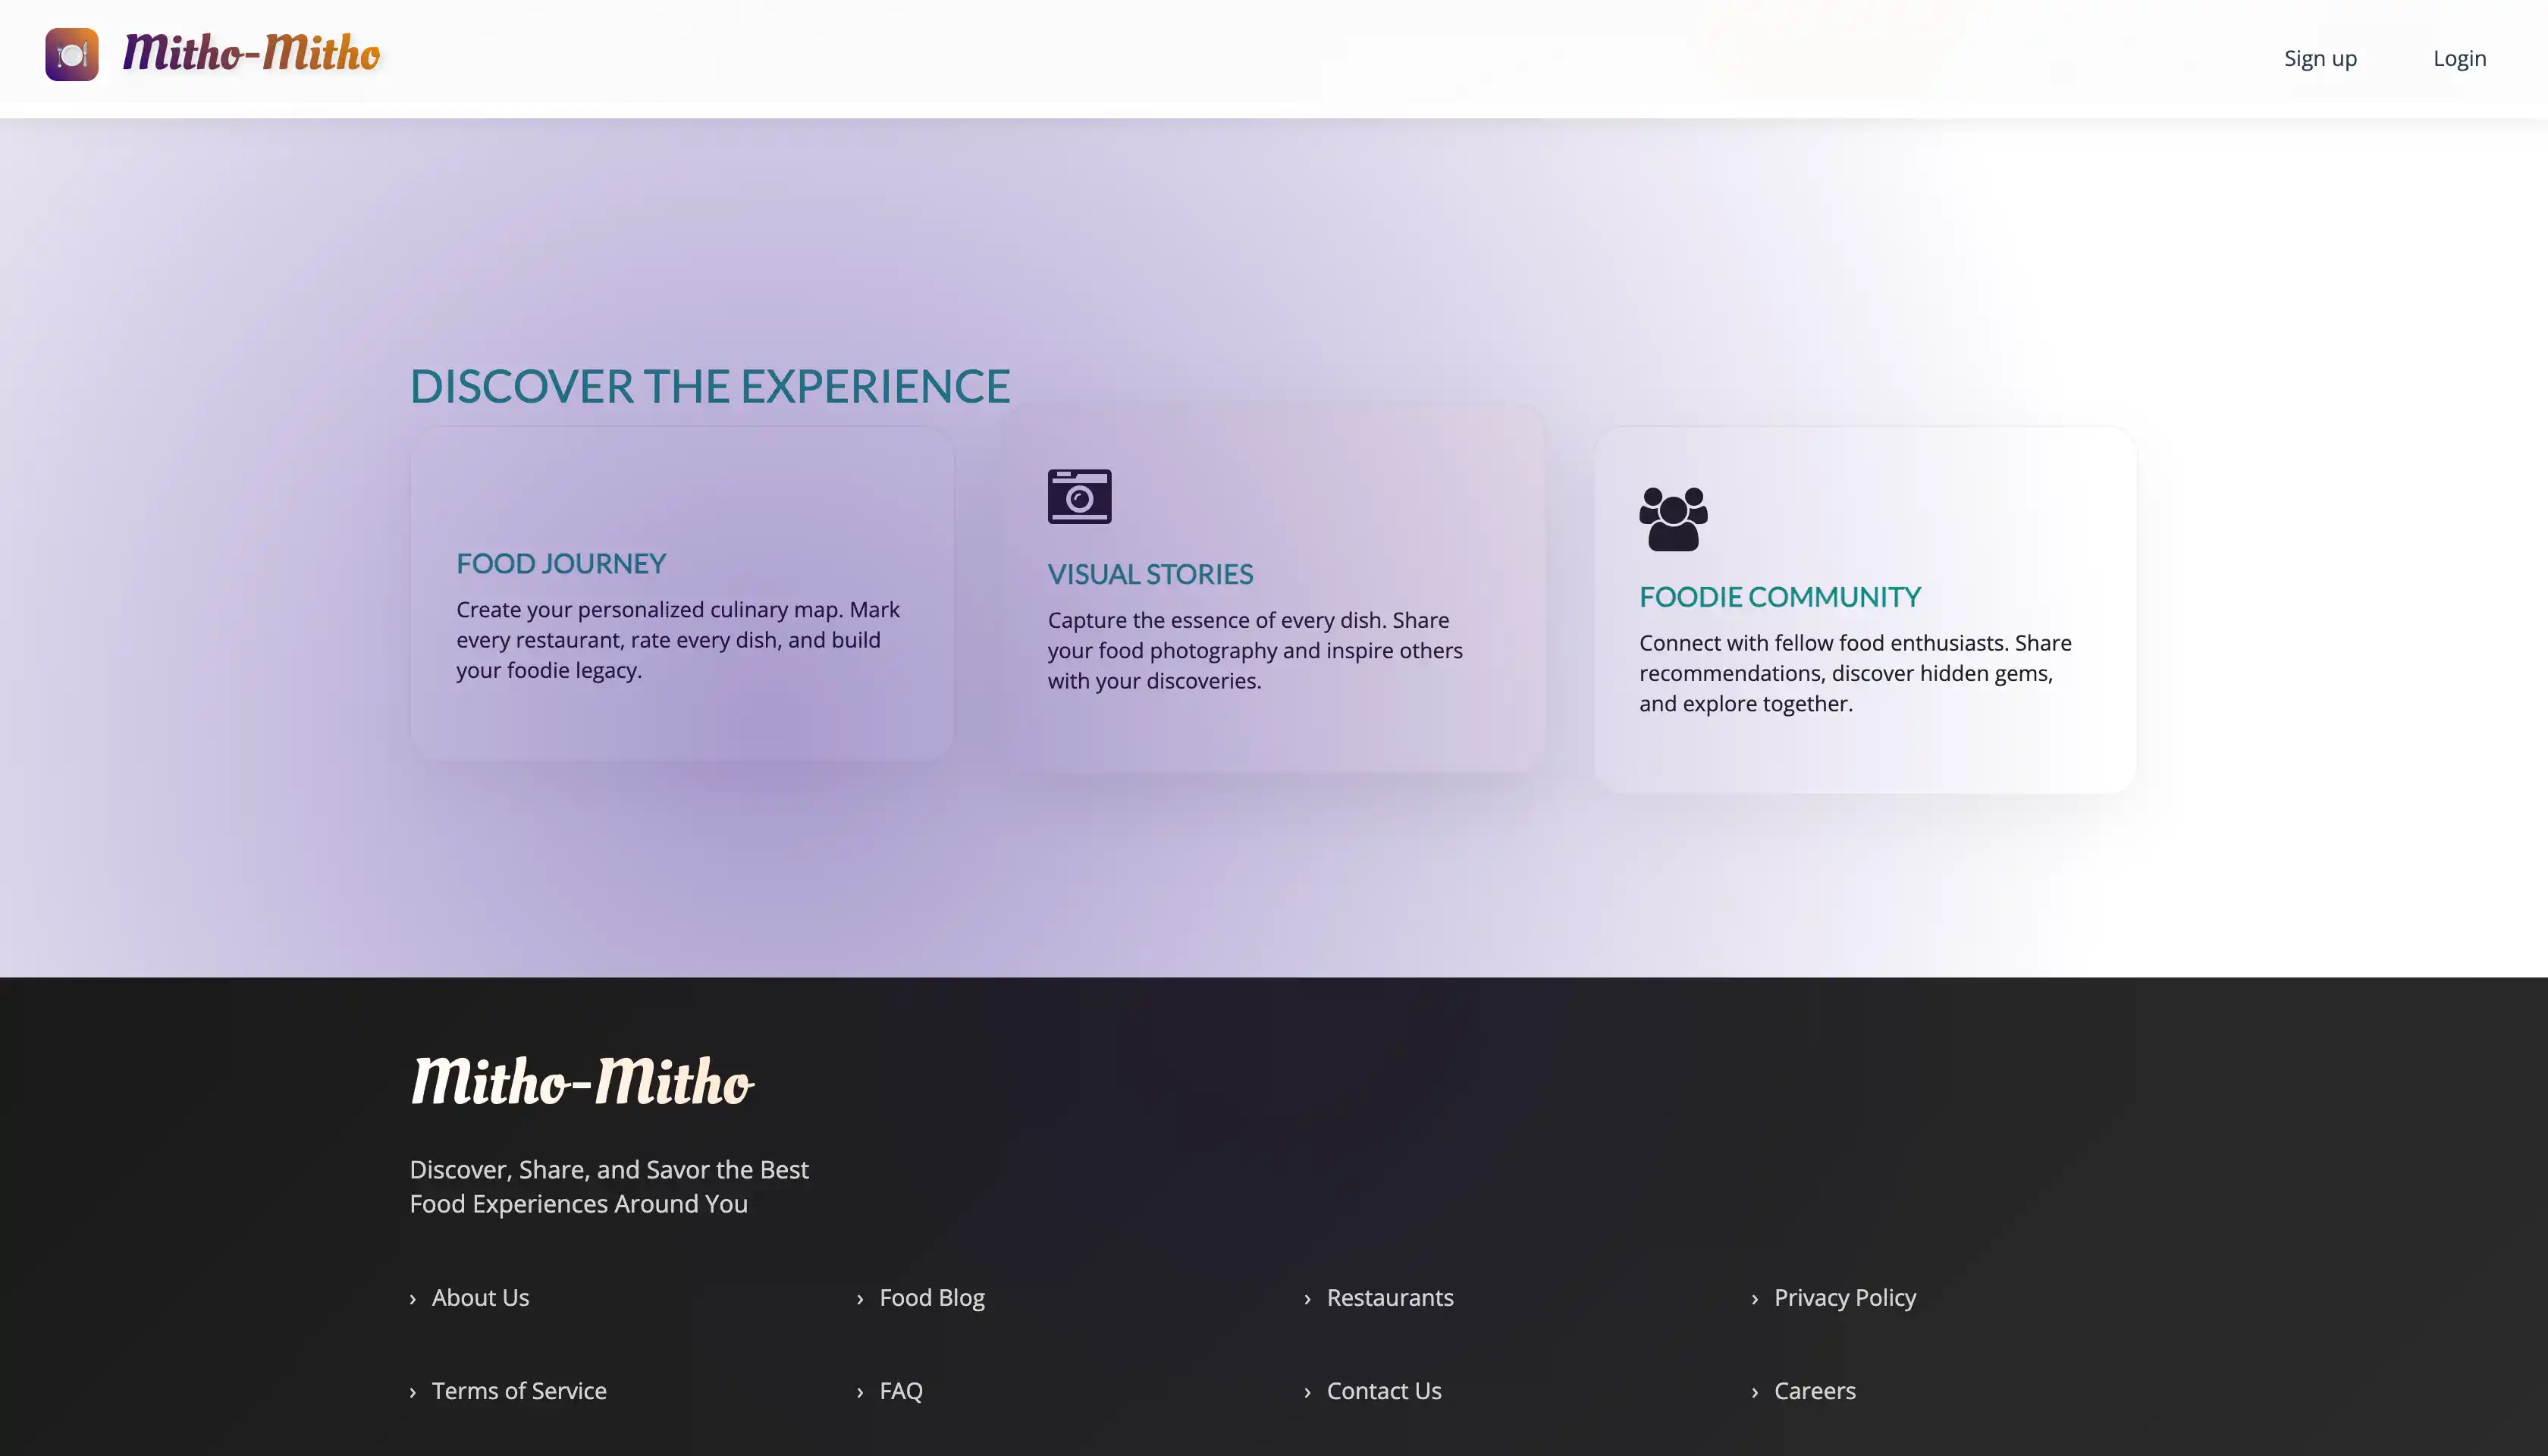 Mitho-Mitho
Sign up
Login
DISCOVER THE EXPERIENCE
FOOD JOURNEY
Create your personalized culinary map. Mark
every restaurant, rate every dish, and build
your foodie legacy.
VISUAL STORIES
Capture the essence of every dish. Share
your food photography and inspire others
with your discoveries.
FOODIE COMMUNITY
Connect with fellow food enthusiasts. Share
recommendations, discover hidden gems,
and explore together.
Mitho-Mitho
Discover, Share, and Savor the Best
Food Experiences Around You
› About Us
› Food Blog
› Restaurants
› Privacy Policy
› Terms of Service
› FAQ
› Contact Us
› Careers